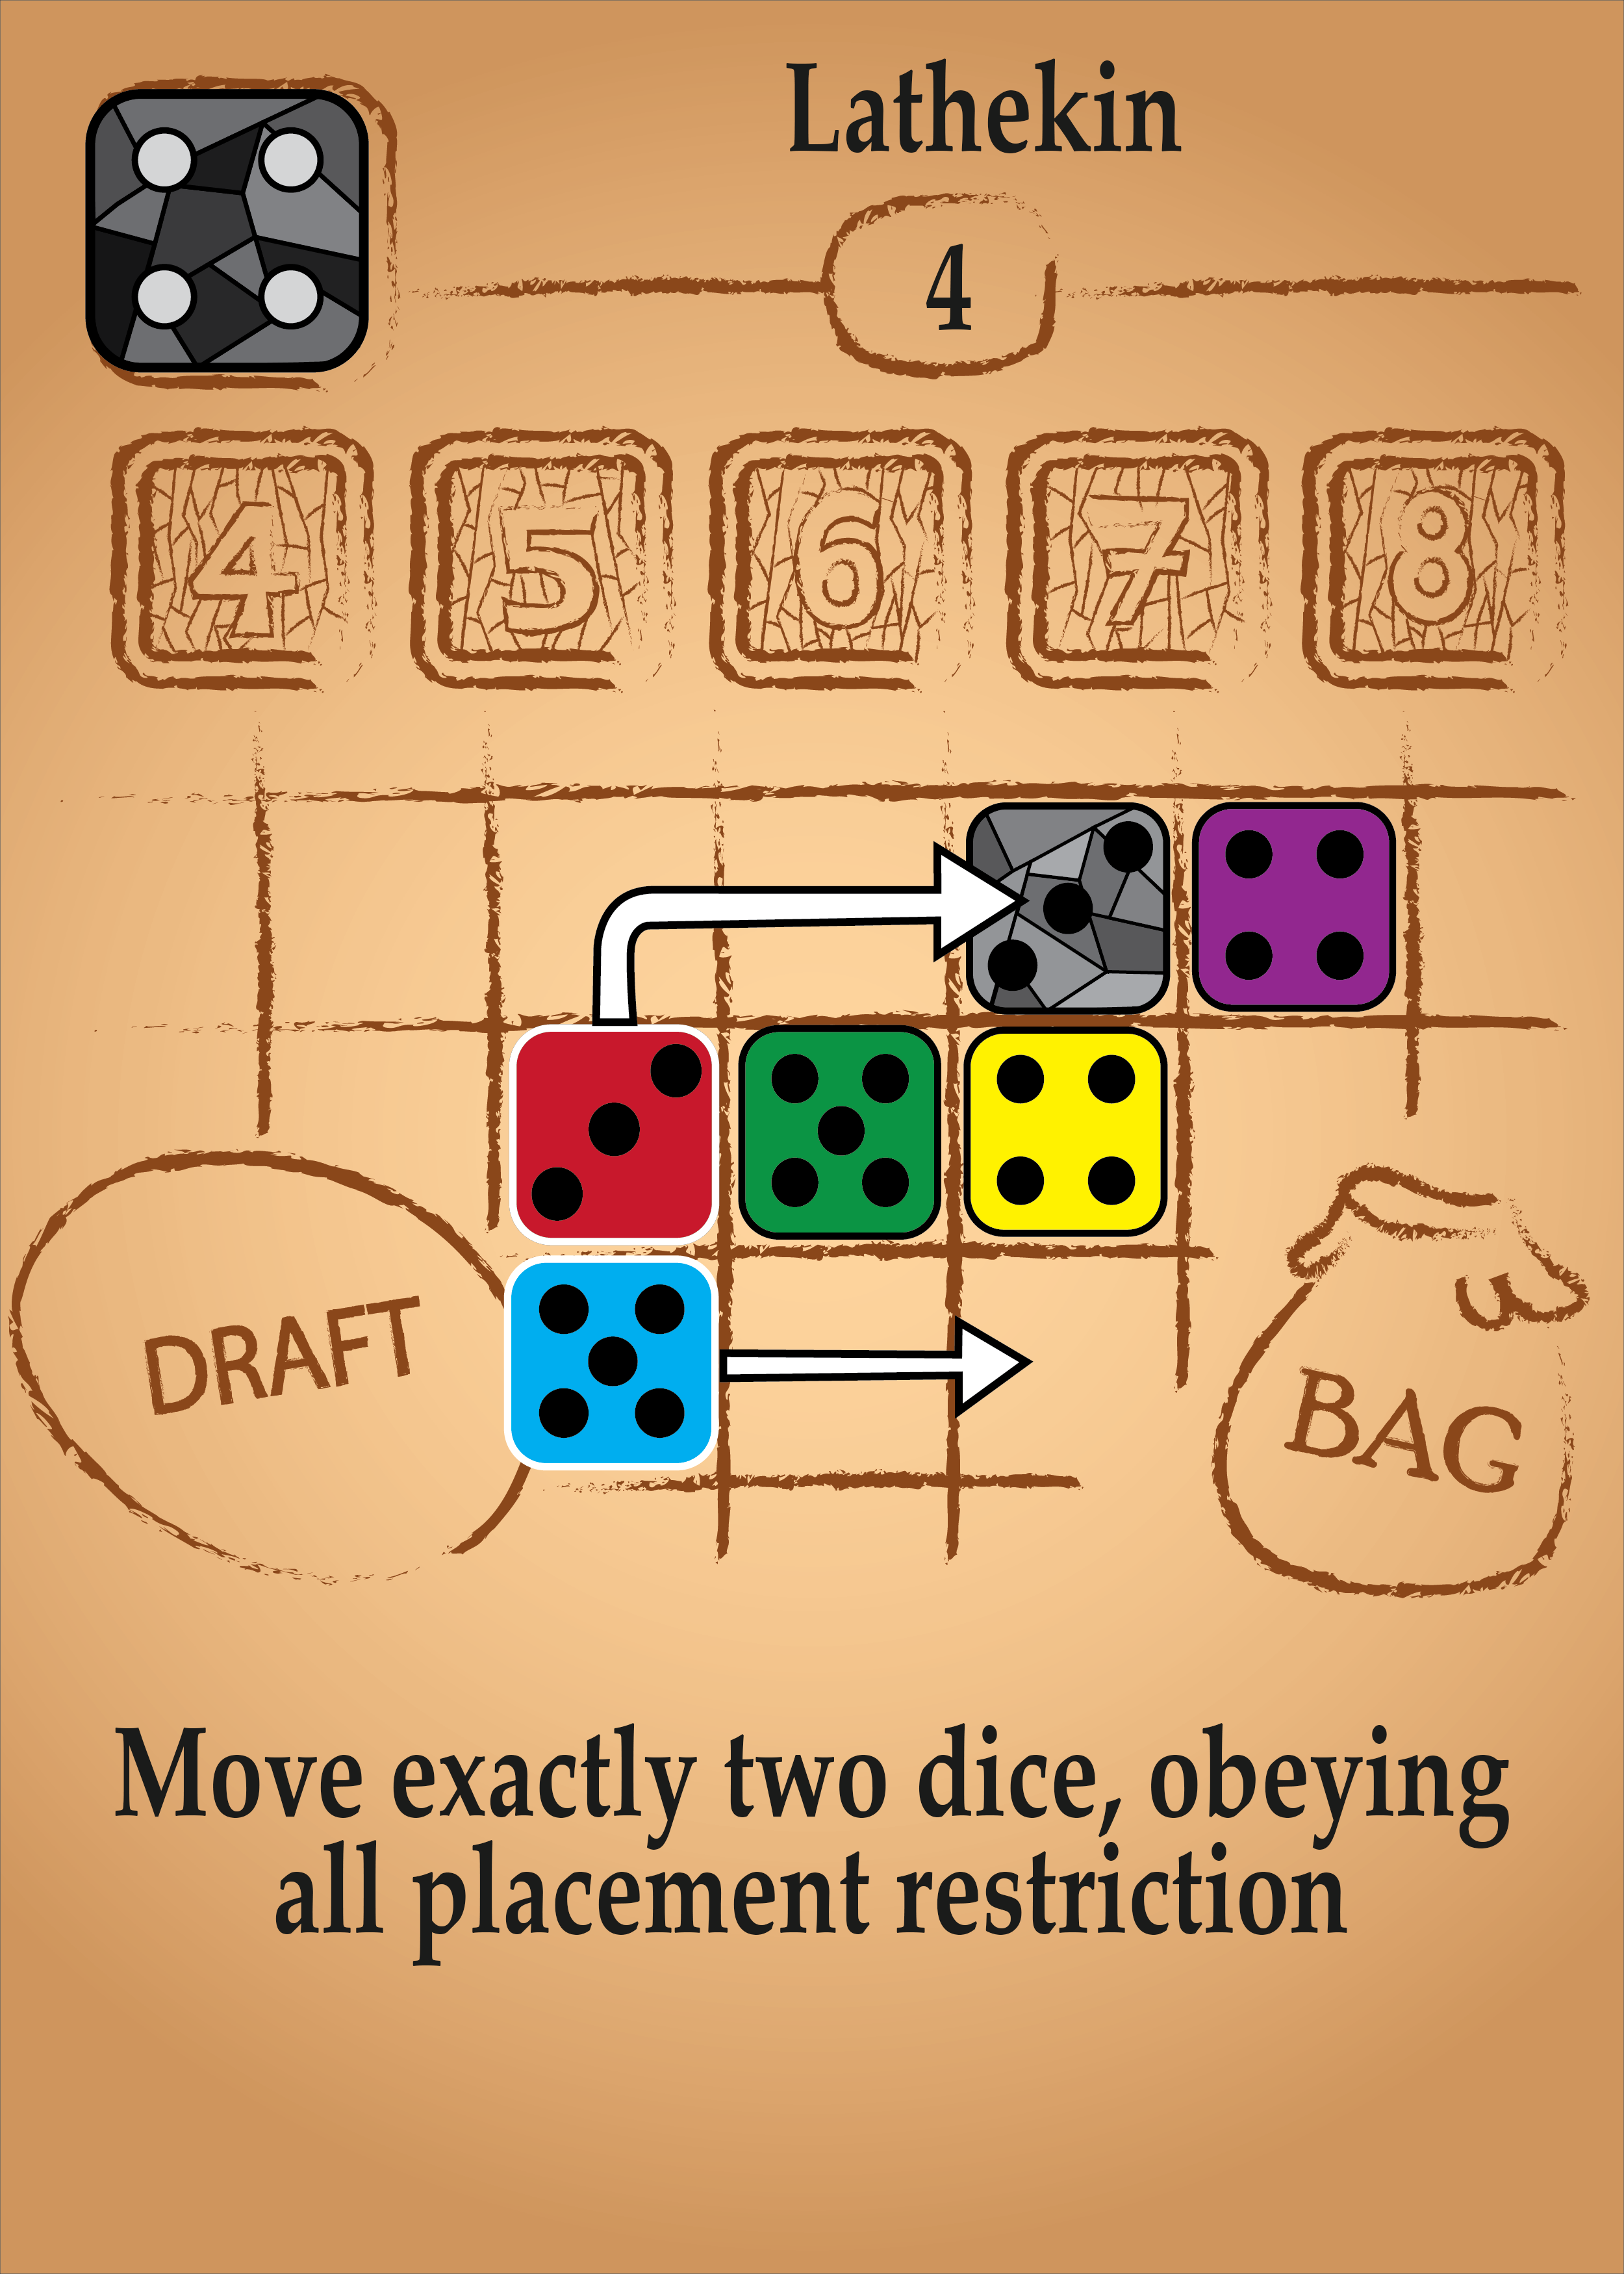 Lathekin
4
4 5 6 7 8
DRAFT
BAG
Move exactly two dice, obeying
all placement restriction